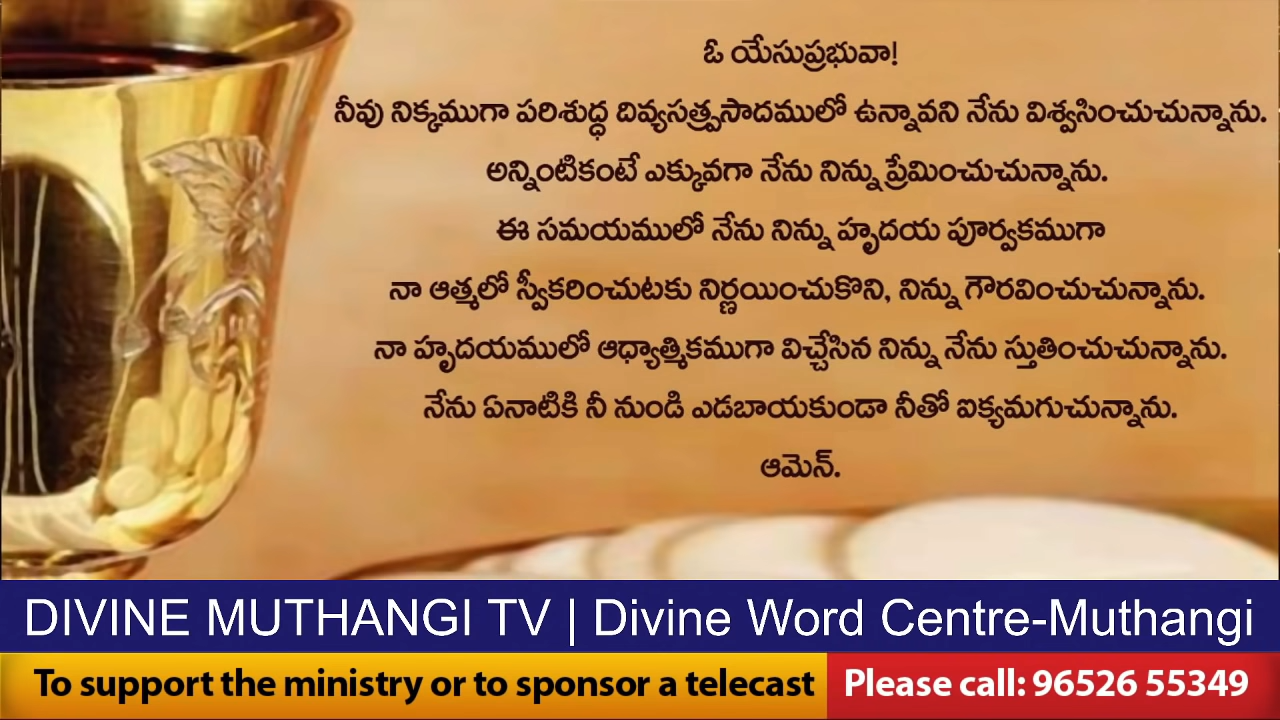 ఓ యేసుప్రభువా!
నీవు నిక్కముగా పరిశుద్ధ దివ్యసత్ప్రసాదములో ఉన్నావని నేను విశ్వసించుచున్నాను.
అన్నింటికంటే ఎక్కువగా నేను నిన్ను ప్రేమించుచున్నాను.
ఈ సమయములో నేను నిన్ను హృదయ పూర్వకముగా
నా ఆత్మలో స్వీకరించుటకు నిర్ణయించుకొని, నిన్ను గౌరవించుచున్నాను.
నా హృదయములో ఆధ్యాత్మికముగా విచ్చేసిన నిన్ను నేను స్తుతించుచున్నాను.
నేను ఏనాటికి నీ నుండి ఎడబాయకుండా నీతో ఐక్యమగుచున్నాను.
ఆమెన్.
DIVINE MUTHANGI TV | Divine Word Centre-Muthangi
To support the ministry or to sponsor a telecast Please call: 96526 55349